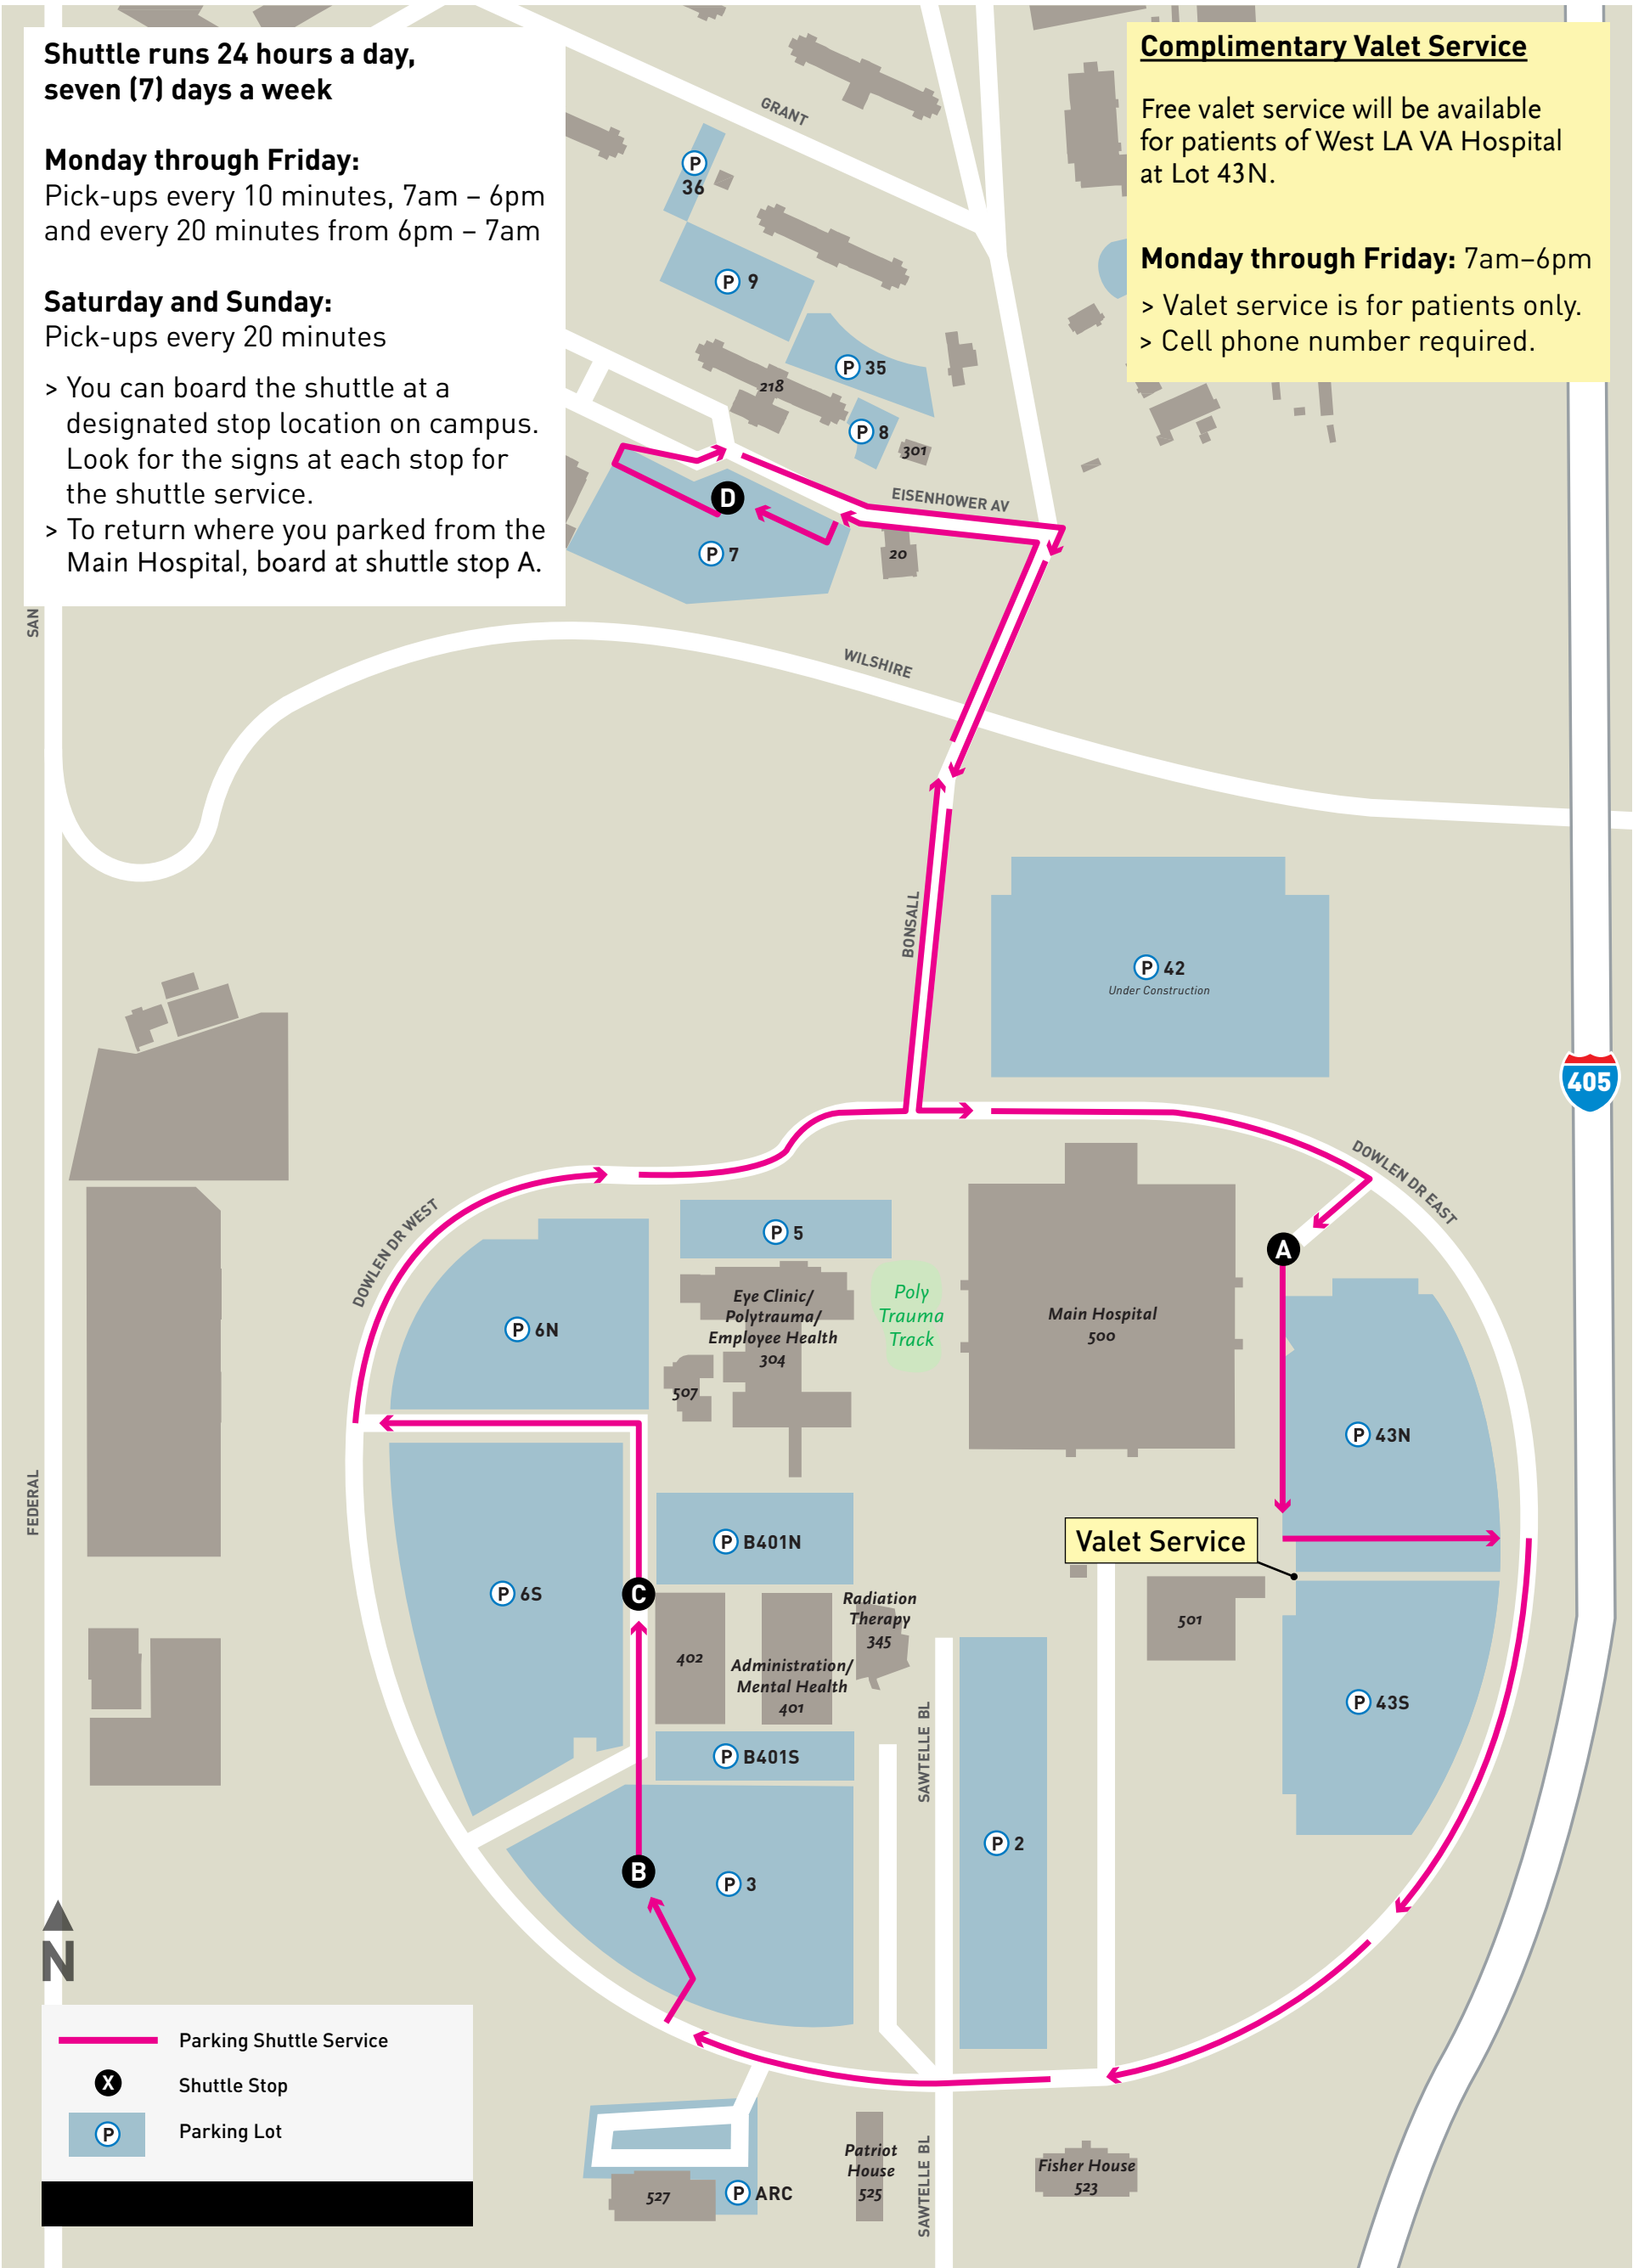 Shuttle runs 24 hours a day,
seven (7) days a week
Monday through Friday:
Pick-ups every 10 minutes, 7am – 6pm
and every 20 minutes from 6pm – 7am
Saturday and Sunday:
Pick-ups every 20 minutes
> You can board the shuttle at a
designated stop location on campus.
Look for the signs at each stop for
the shuttle service.
> To return where you parked from the
Main Hospital, board at shuttle stop A.
Complimentary Valet Service
Free valet service will be available
for patients of West LA VA Hospital
at Lot 43N.
Monday through Friday: 7am–6pm
> Valet service is for patients only.
> Cell phone number required.
GRANT
P
36
P 9
P 35
218
P 8
301
EISENHOWER AV
D
P 7
20
SAN
WILSHIRE
BONSALL
P 42
Under Construction
405
DOWLEN DR EAST
DOWLEN DR WEST
P 5
A
Eye Clinic/
Polytrauma/
Employee Health
304
Poly
Trauma
Track
Main Hospital
500
P 6N
507
P 43N
FEDERAL
Valet Service
P B401N
P 6S
C
Radiation
Therapy
345
501
402
Administration/
Mental Health
401
P 43S
P B401S
SAWTELLE BL
P 2
B
P 3
N
Parking Shuttle Service
X
Shuttle Stop
P
Parking Lot
Patriot
House
525
Fisher House
523
527
P ARC
SAWTELLE BL